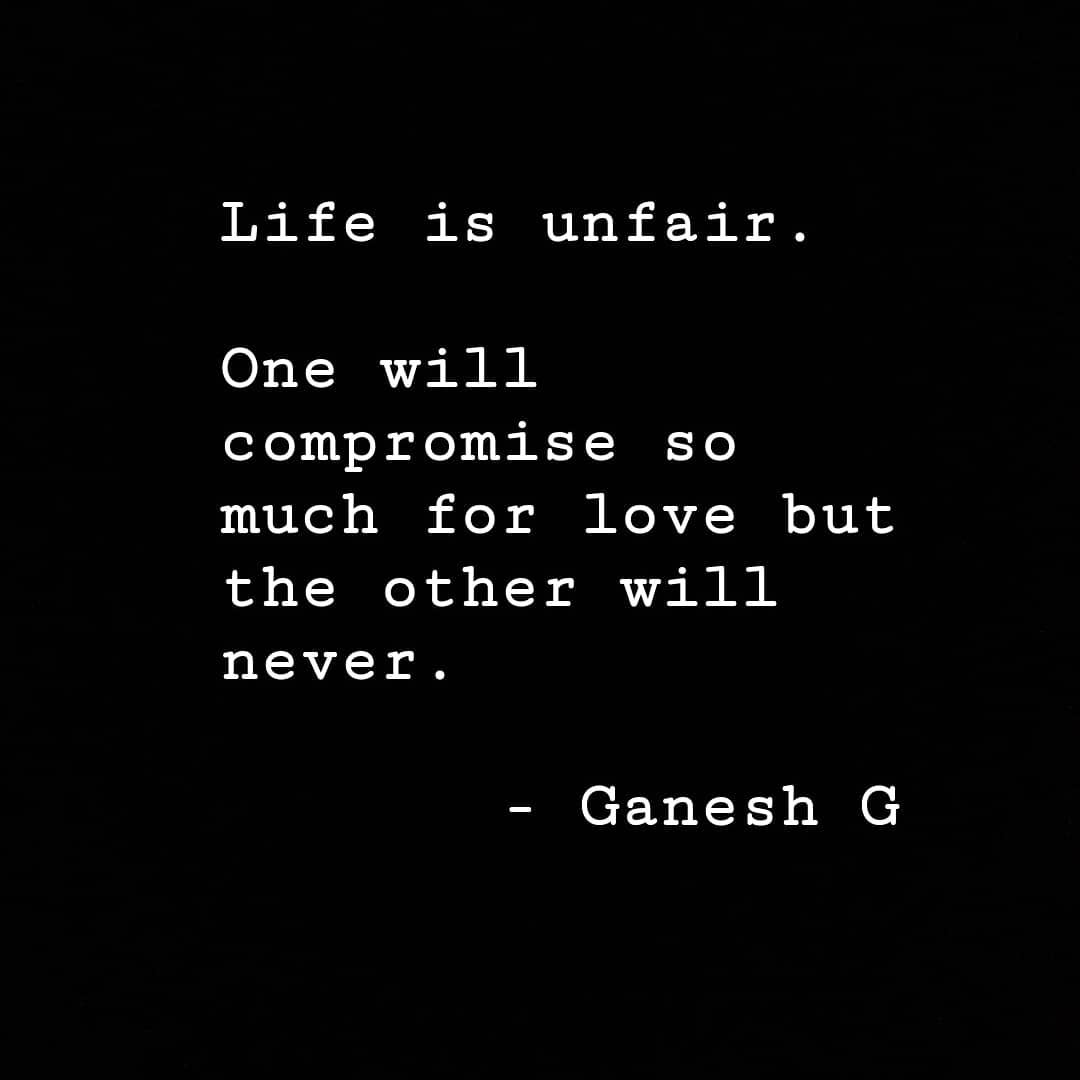 Life is unfair.
One will
compromise so
much for love but
the other will
never.
- Ganesh G